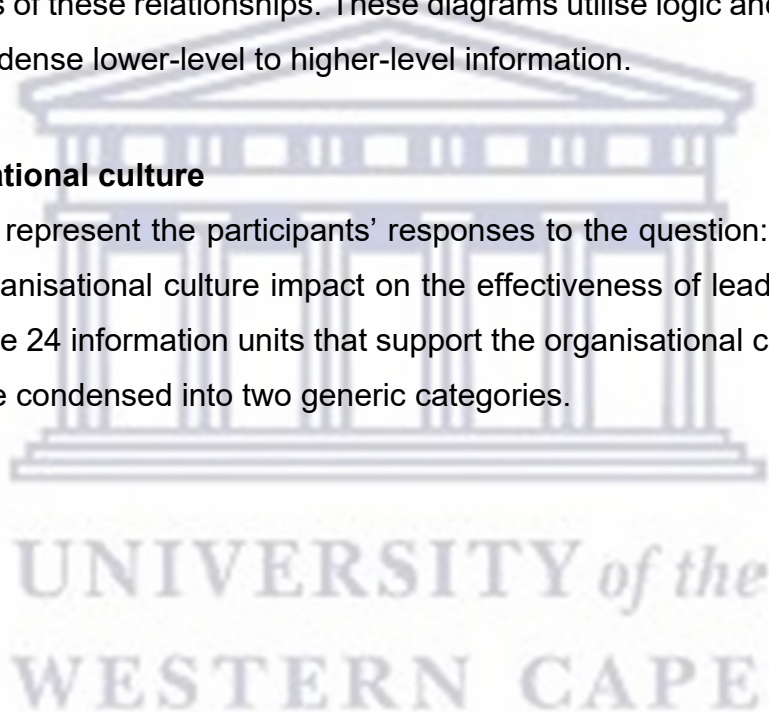 s of these relationships. These diagrams utilise logic and
dense lower-level to higher-level information.
ational culture
represent the participants’ responses to the question:
anisational culture impact on the effectiveness of lead
e 24 information units that support the organisational c
e condensed into two generic categories.
UNIVERSITY of the
WESTERN CAPE